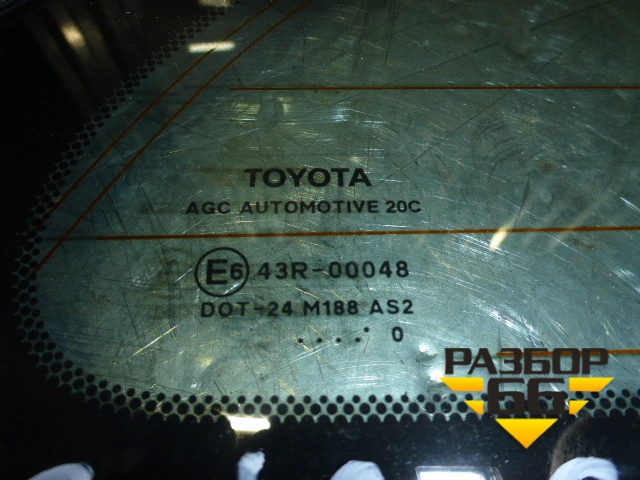 TOYOTA
AGC AUTOMOTIVE 20C
E6 43R-00048
DOT-24 M188 AS2
....· 0
РАЗБОР
66